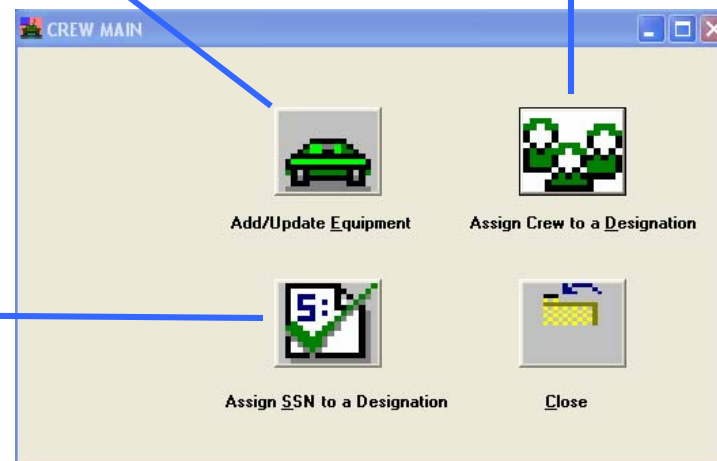 CREW MAIN
Add/Update Equipment
Assign Crew to a Designation
S:
Assign SSN to a Designation
Close